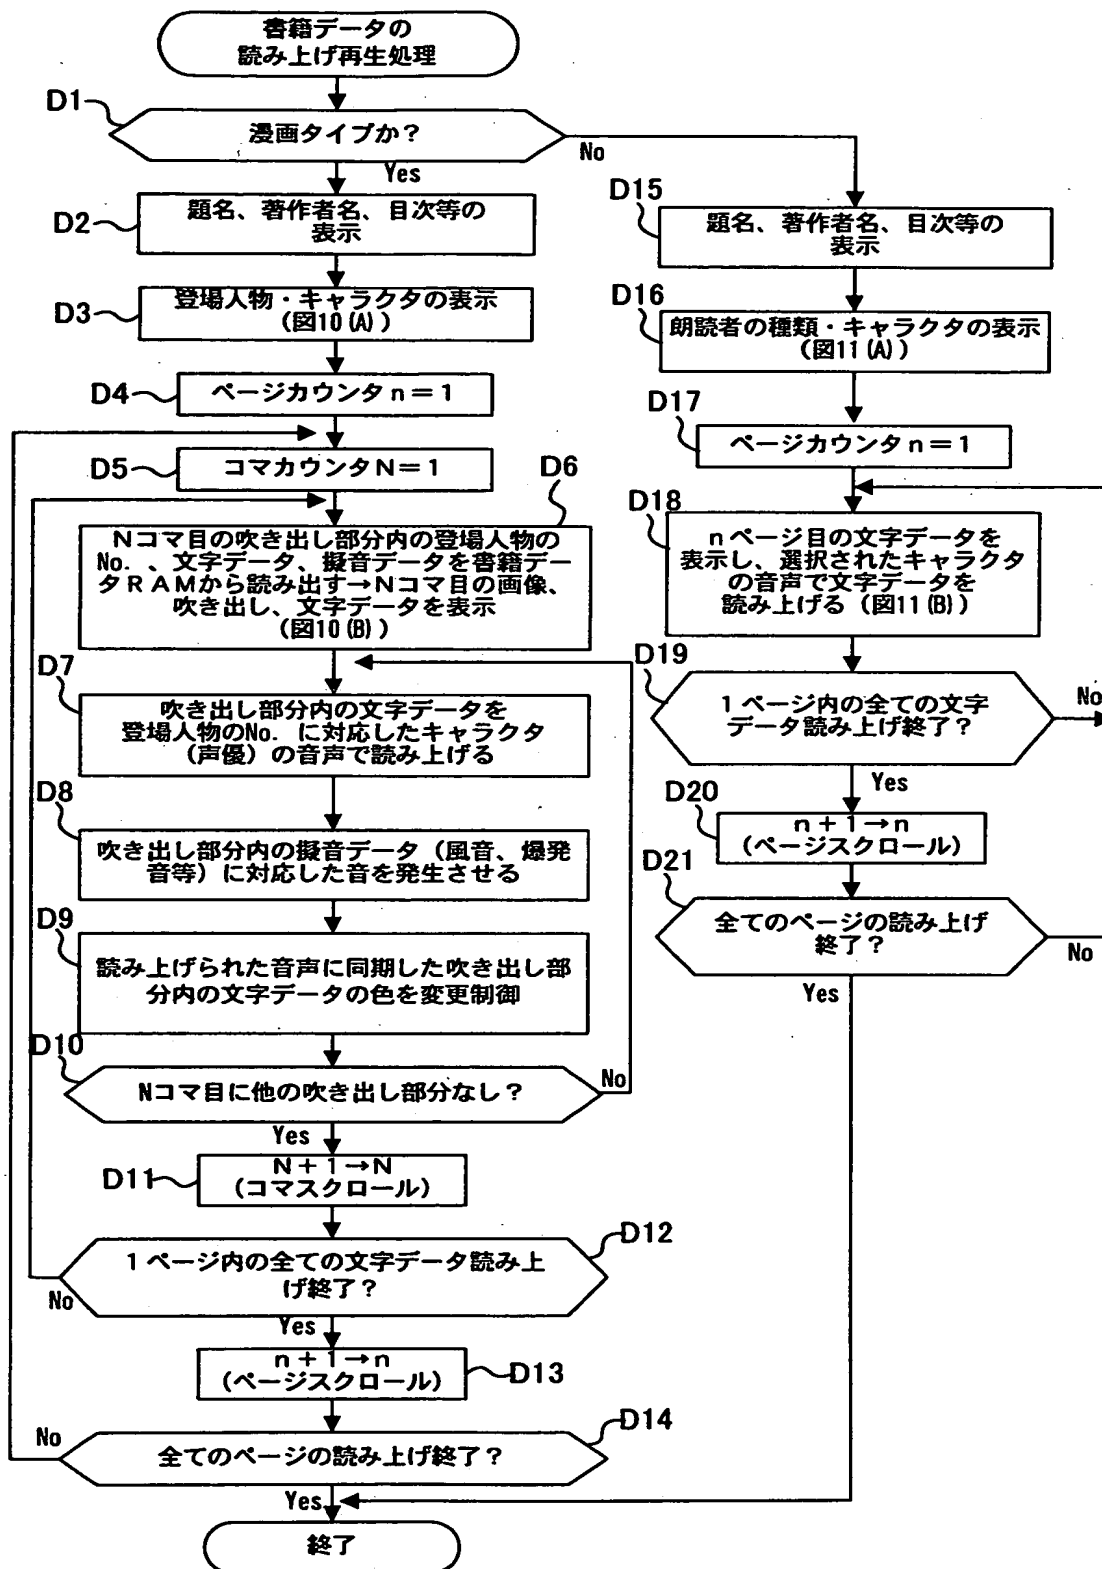 書籍データの
読み上げ再生処理
D1
漫画タイプか?
No
Yes
D2
題名、著作者名、目次等の
表示
D3
登場人物・キャラクタの表示
(図10(A))
D4
ページカウンタn=1
D5
コマカウンタN=1
D6
Nコマ目の吹き出し部分内の登場人物の
No.、文字データ、擬音データを書籍デー
タRAMから読み出す→Nコマ目の画像、
吹き出し、文字データを表示
(図10(B))
D7
吹き出し部分内の文字データを
登場人物のNo.に対応したキャラクタ
(声優)の音声で読み上げる
D8
吹き出し部分内の擬音データ(風音、爆発
音等)に対応した音を発生させる
D9
読み上げられた音声に同期した吹き出し部
分内の文字データの色を変更制御
D10
Nコマ目に他の吹き出し部分なし?
No
Yes
D11
N+1→N
(コマスクロール)
D12
1ページ内の全ての文字データ読み上
げ終了?
No
Yes
n+1→n
(ページスクロール)
D13
D14
No
全てのページの読み上げ終了?
Yes
終了
D15
題名、著作者名、目次等の
表示
D16
朗読者の種類・キャラクタの表示
(図11(A))
D17
ページカウンタn=1
D18
nページ目の文字データを
表示し、選択されたキャラクタ
の音声で文字データを
読み上げる(図11(B))
D19
1ページ内の全ての文字
データ読み上げ終了?
No
Yes
D20
n+1→n
(ページスクロール)
D21
全てのページの読み上げ
終了?
No
Yes